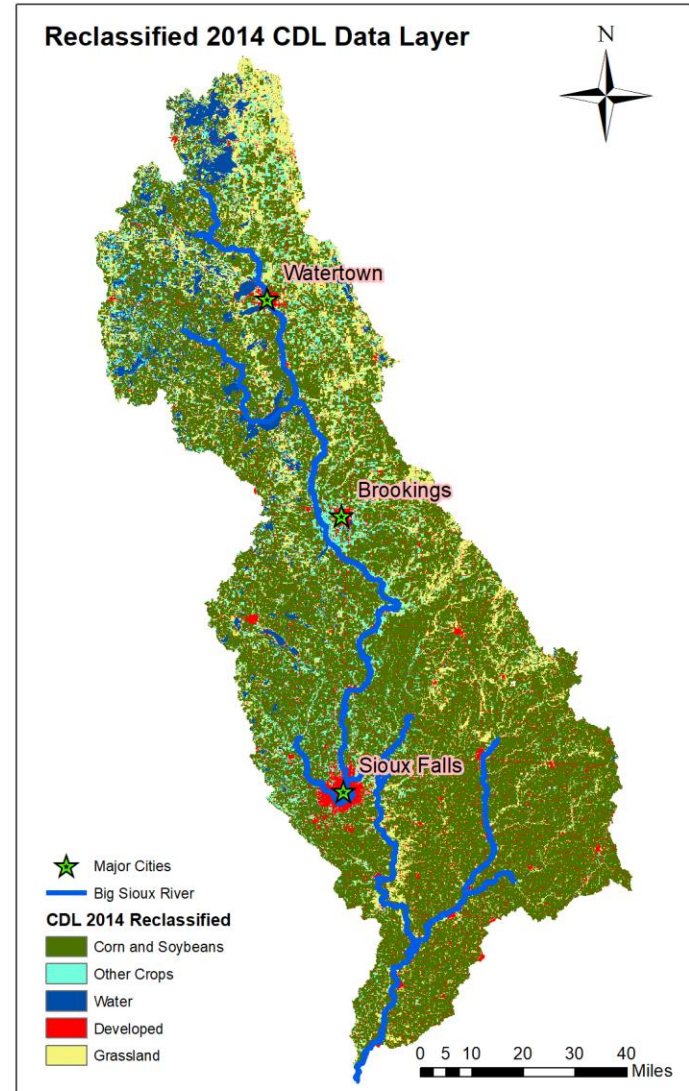 Reclassified 2014 CDL Data Layer
N
Watertown
Brookings
Sioux Falls
Major Cities
Big Sioux River
CDL 2014 Reclassified
Corn and Soybeans
Other Crops
Water
Developed
Grassland
0 5 10 20 30 40
Miles